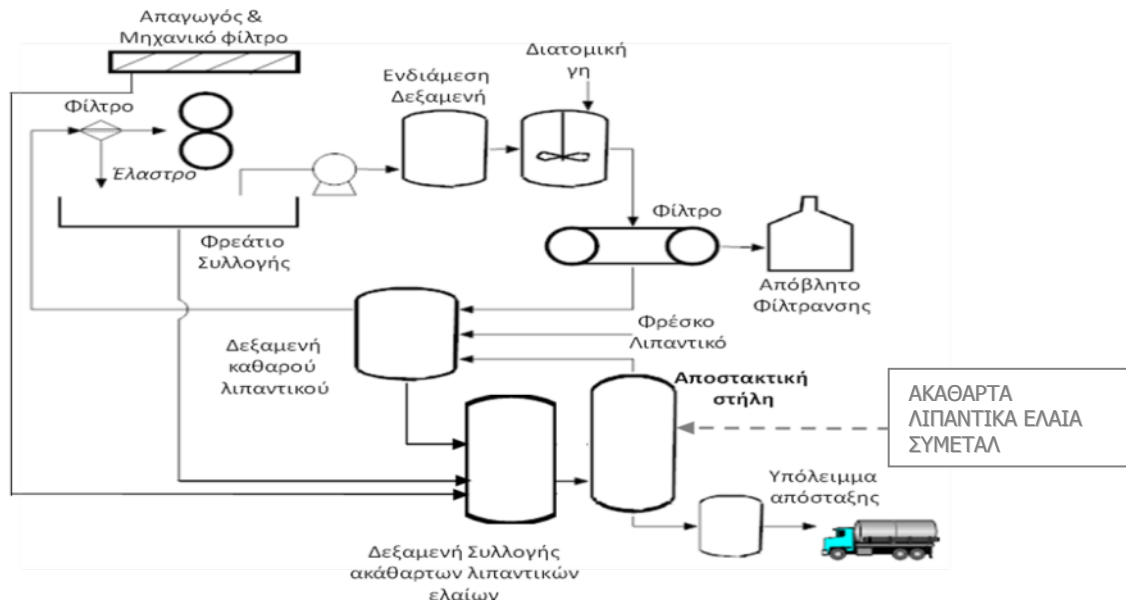 Απαγωγός &
Μηχανικό φίλτρο
Διατομική
γη
Ενδιάμεση
Δεξαμενή
Φίλτρο
Έλαστρο
Φίλτρο
Φρεάτιο
Συλλογής
Απόβλητο
Φίλτρανσης
Φρέσκο
Λιπαντικό
Δεξαμενή
καθαρού
λιπαντικού
Αποστακτική
στήλη
ΑΚΑΘΑΡΤΑ
ΛΙΠΑΝΤΙΚΑ ΕΛΑΙΑ
ΣΥΜΕΤΑΛ
Υπόλειμμα
απόσταξης
Δεξαμενή Συλλογής
ακάθαρτων λιπαντικών
ελαίων